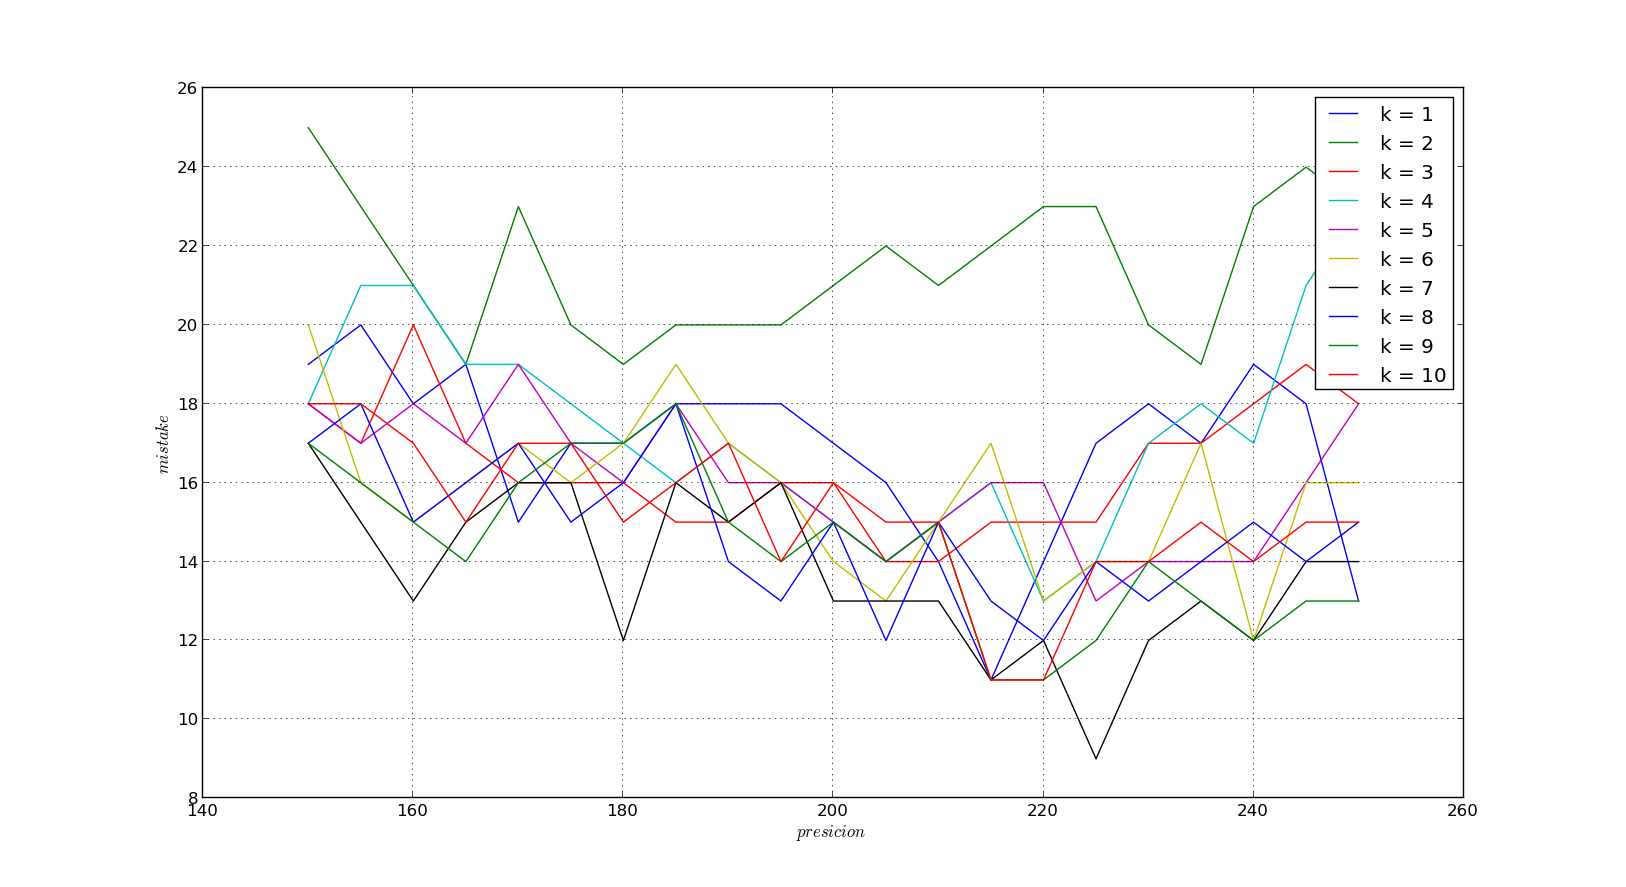 26
24
22
20
18
16
14
12
10
8
mistake
140 160 180 200 220 240 260
presicion
k = 1
k = 2
k = 3
k = 4
k = 5
k = 6
k = 7
k = 8
k = 9
k = 10